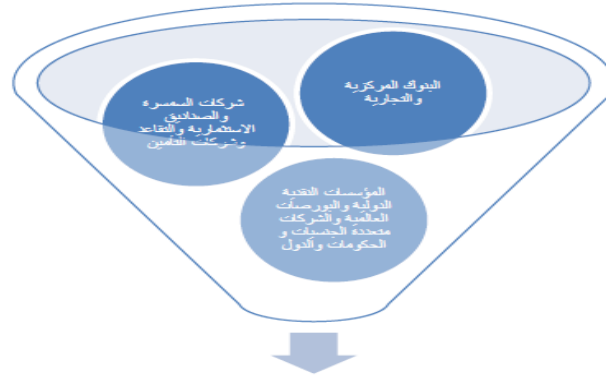 البنوك المركزية
والتجارية
شركات السمسرة
والصناديق
الاستثمارية والتقاعد
وشركات التأمين
المؤسسات النقدية
الدولية والبورصات
العالمية والشركات
متعددة الجنسيات و
الحكومات والدول